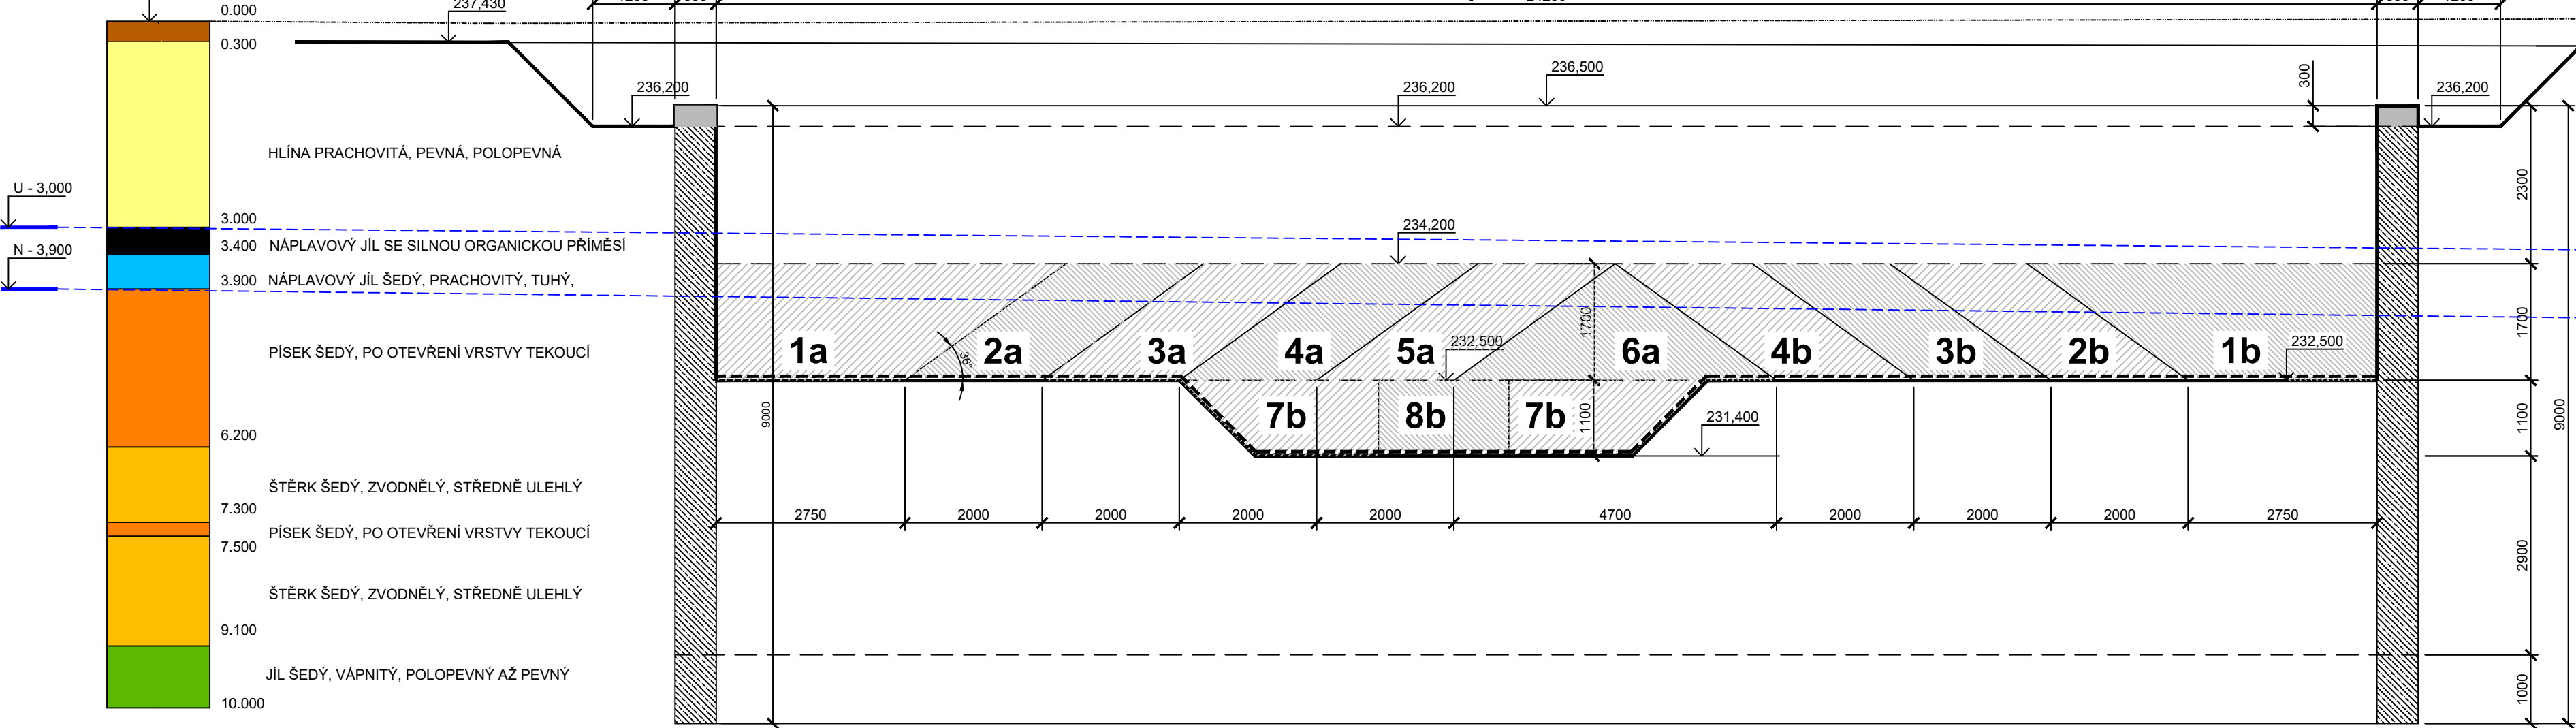 0.000
237,430
0.300
236,200
236,200
236,500
300
236,200
HLÍNA PRACHOVITÁ, PEVNÁ, POLOPEVNÁ
U - 3,000
2300
3.000
234,200
3.400 NÁPLAVOVÝ JÍL SE SILNOU ORGANICKOU PŘÍMĚSÍ
N - 3,900
3.900 NÁPLAVOVÝ JÍL ŠEDÝ, PRACHOVITÝ, TUHÝ,
1700
1700
PÍSEK ŠEDÝ, PO OTEVŘENÍ VRSTVY TEKOUCÍ
1a
36°
2a
3a
4a
5a
232,500
6a
4b
3b
2b
1b
232,500
9000
7b
8b
7b
1100
231,400
1100
9000
6.200
ŠTĚRK ŠEDÝ, ZVODNĚLÝ, STŘEDNĚ ULEHLÝ
7.300
2750
2000
2000
2000
2000
4700
2000
2000
2000
2750
PÍSEK ŠEDÝ, PO OTEVŘENÍ VRSTVY TEKOUCÍ
7.500
2900
ŠTĚRK ŠEDÝ, ZVODNĚLÝ, STŘEDNĚ ULEHLÝ
9.100
JÍL ŠEDÝ, VÁPNITÝ, POLOPEVNÝ AŽ PEVNÝ
1000
10.000